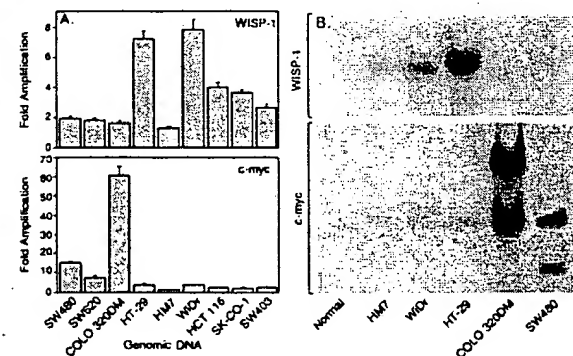 A.
WISP-1
Fold Amplification
8
6
4
2
0
c-myc
Fold Amplification
70
60
50
40
30
20
10
0
SW480
SW620
COLO 320DM
HT-29
HM7
WiDr
HCT 116
SK-CO-1
SW403
Genomic DNA
B.
WISP-1
c-myc
Normal
HM7
WiDr
HT-29
COLO 320DM
SW480